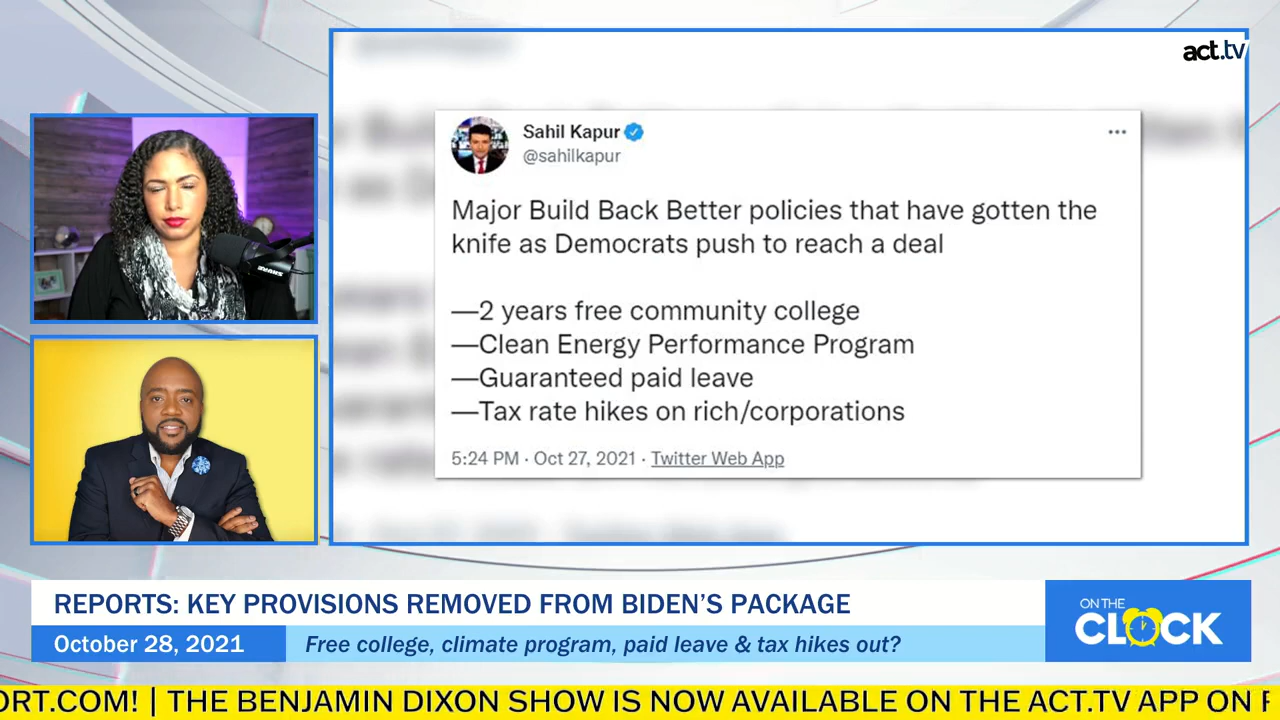 act.tv
Sahil Kapur
@sahilkapur
Major Build Back Better policies that have gotten the
knife as Democrats push to reach a deal
—2 years free community college
—Clean Energy Performance Program
—Guaranteed paid leave
—Tax rate hikes on rich/corporations
5:24 PM · Oct 27, 2021 · Twitter Web App
SHURE
REPORTS: KEY PROVISIONS REMOVED FROM BIDEN'S PACKAGE
October 28, 2021
Free college, climate program, paid leave & tax hikes out?
ON THE
CLOCK
ORT.COM! | THE BENJAMIN DIXON SHOW IS NOW AVAILABLE ON THE ACT.TV APP ON